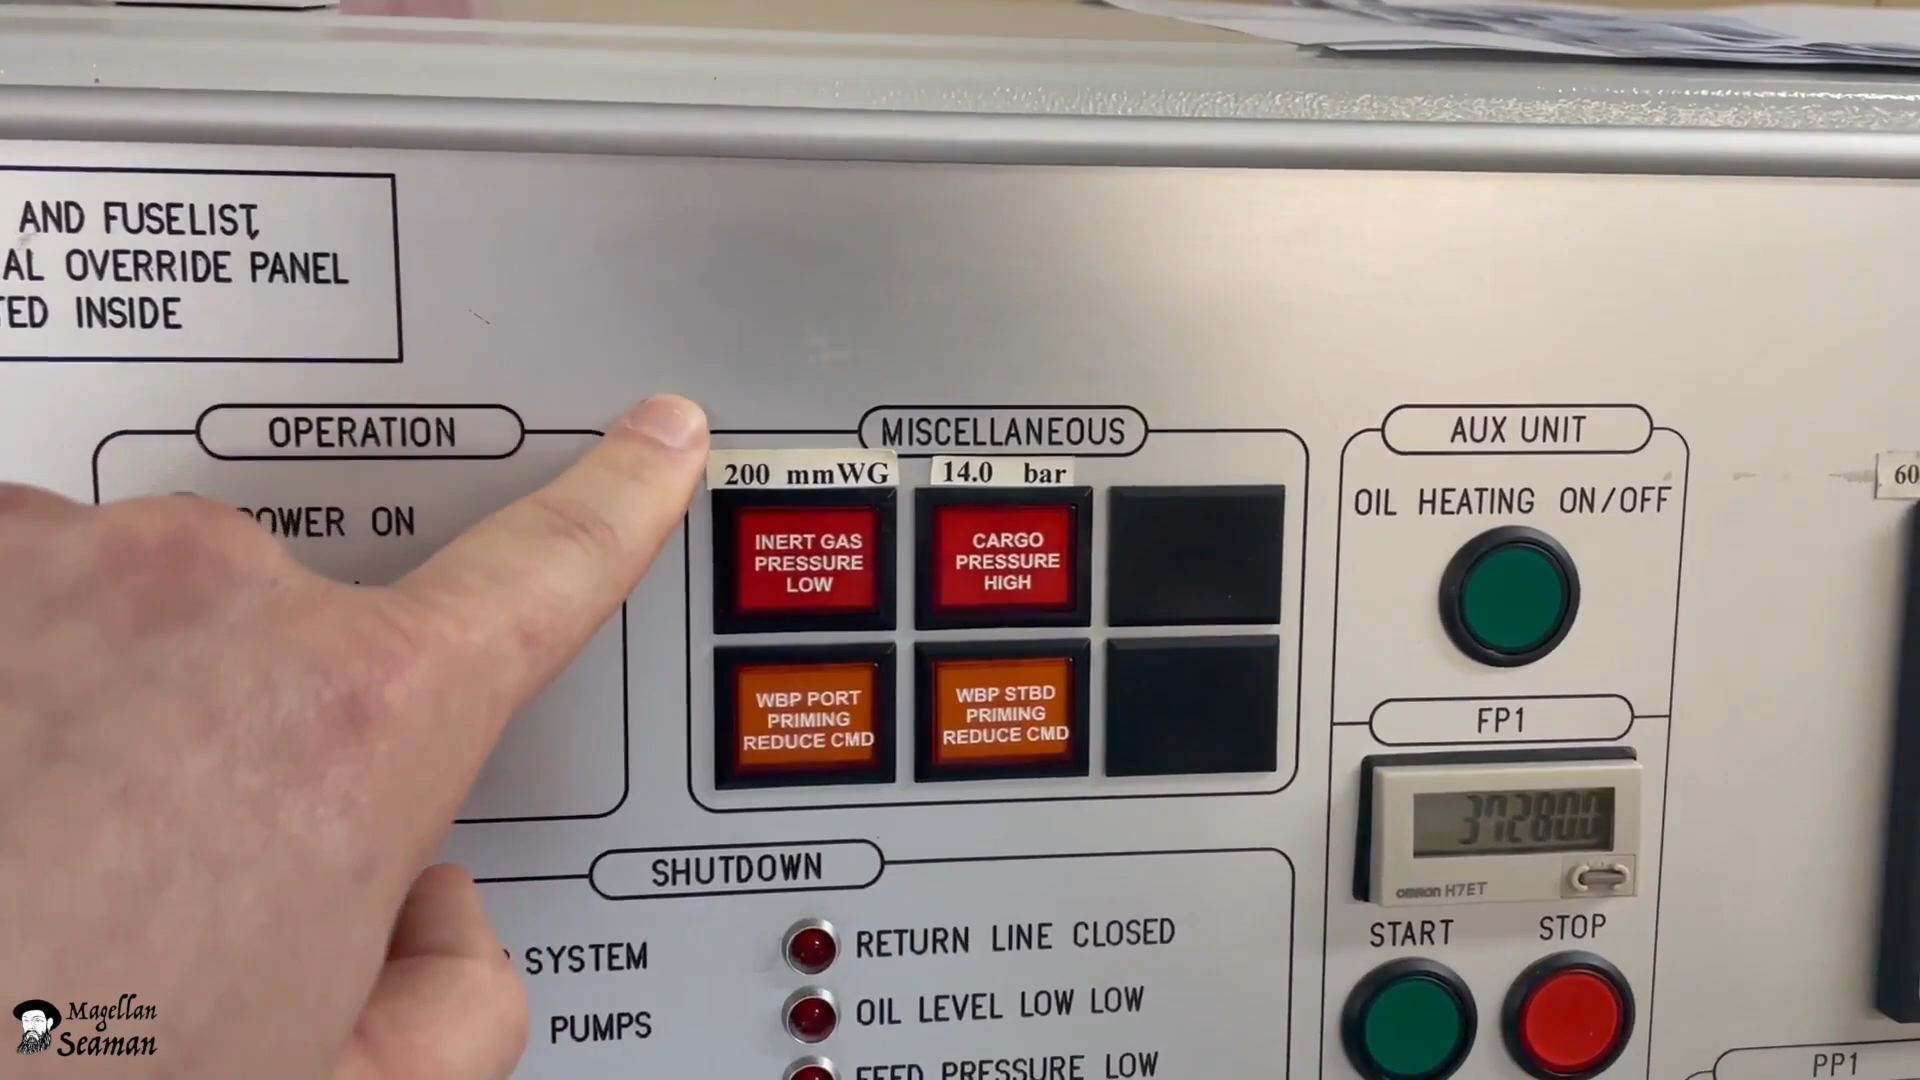 AND FUSELIST,
AL OVERRIDE PANEL
TED INSIDE
OPERATION
POWER ON
MISCELLANEOUS
200 mmWG
14.0 bar
INERT GAS
PRESSURE
LOW
CARGO
PRESSURE
HIGH
WBP PORT
PRIMING
REDUCE CMD
WBP STBD
PRIMING
REDUCE CMD
AUX UNIT
OIL HEATING ON/OFF
60
FP1
37280.0
OMRON H7ET
START STOP
SHUTDOWN
SYSTEM
RETURN LINE CLOSED
PUMPS
OIL LEVEL LOW LOW
FEED PRESSURE LOW
PP1
Magellan
Seaman